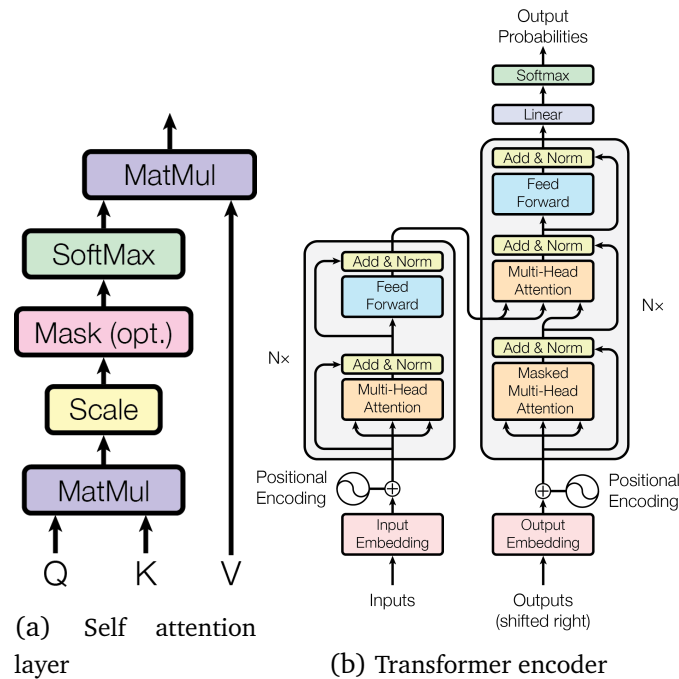 MatMul
SoftMax
Mask (opt.)
Scale
MatMul
Q K V
(a) Self attention
layer
Output
Probabilities
Softmax
Linear
Add & Norm
Feed
Forward
Add & Norm
Multi-Head
Attention
N×
Add & Norm
Masked
Multi-Head
Attention
Positional
Encoding
Output
Embedding
Outputs
(shifted right)
Add & Norm
Feed
Forward
N×
Add & Norm
Multi-Head
Attention
Positional
Encoding
Input
Embedding
Inputs
(b) Transformer encoder